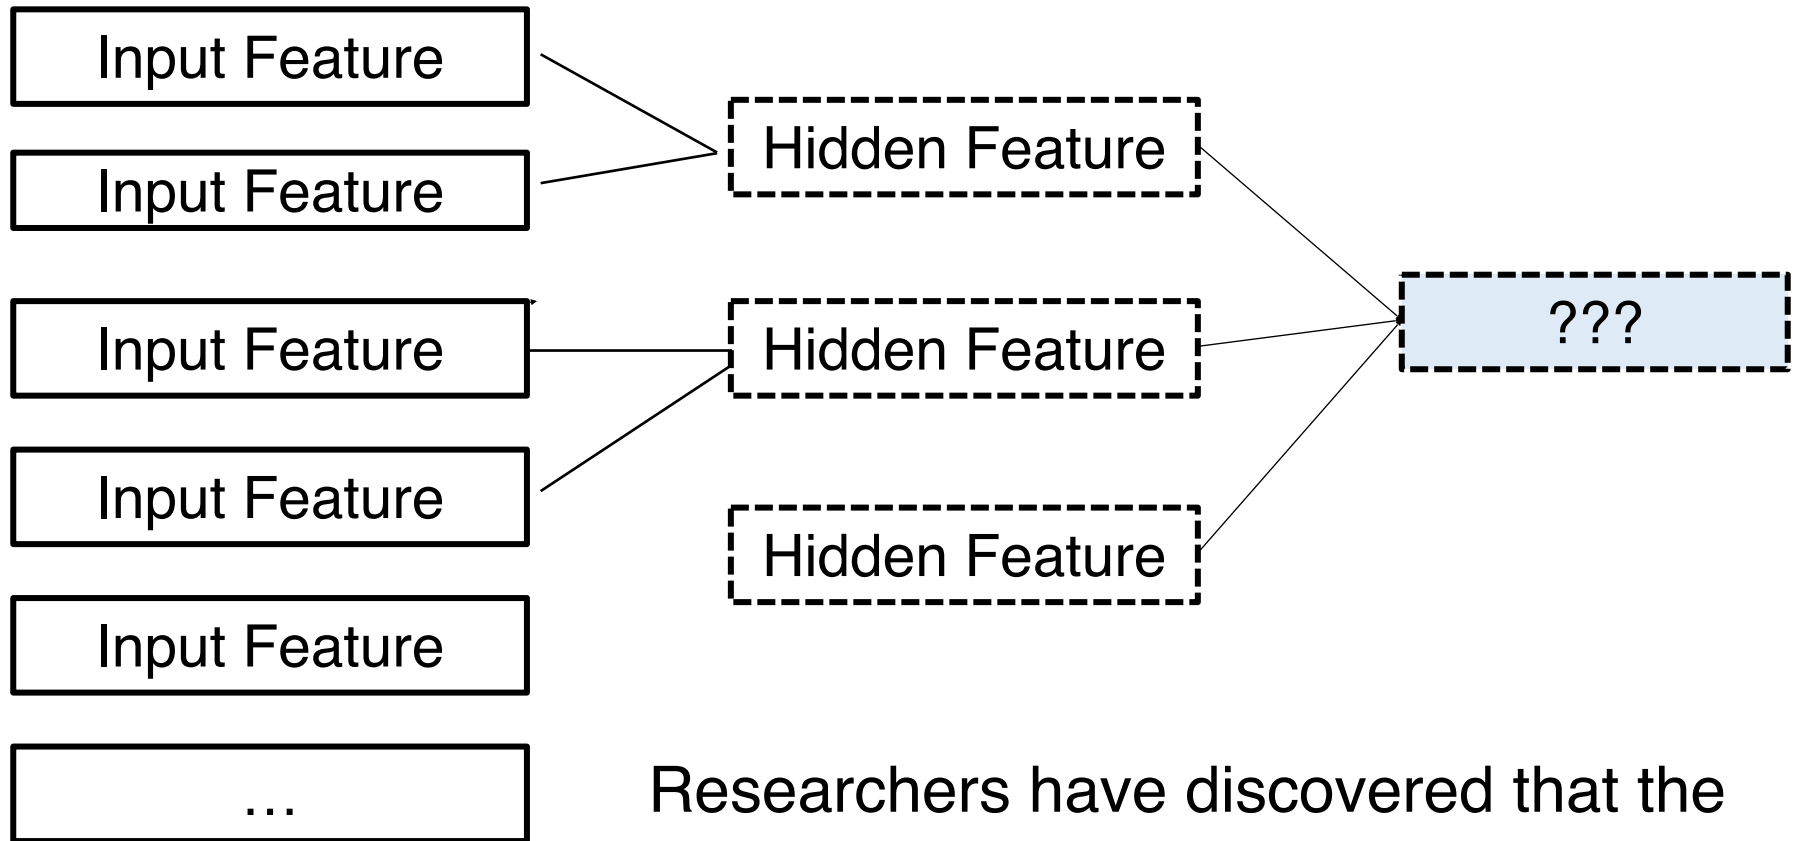 Input Feature
Input Feature
Input Feature
Input Feature
Input Feature
…
Hidden Feature
Hidden Feature
Hidden Feature
???
Researchers have discovered that the